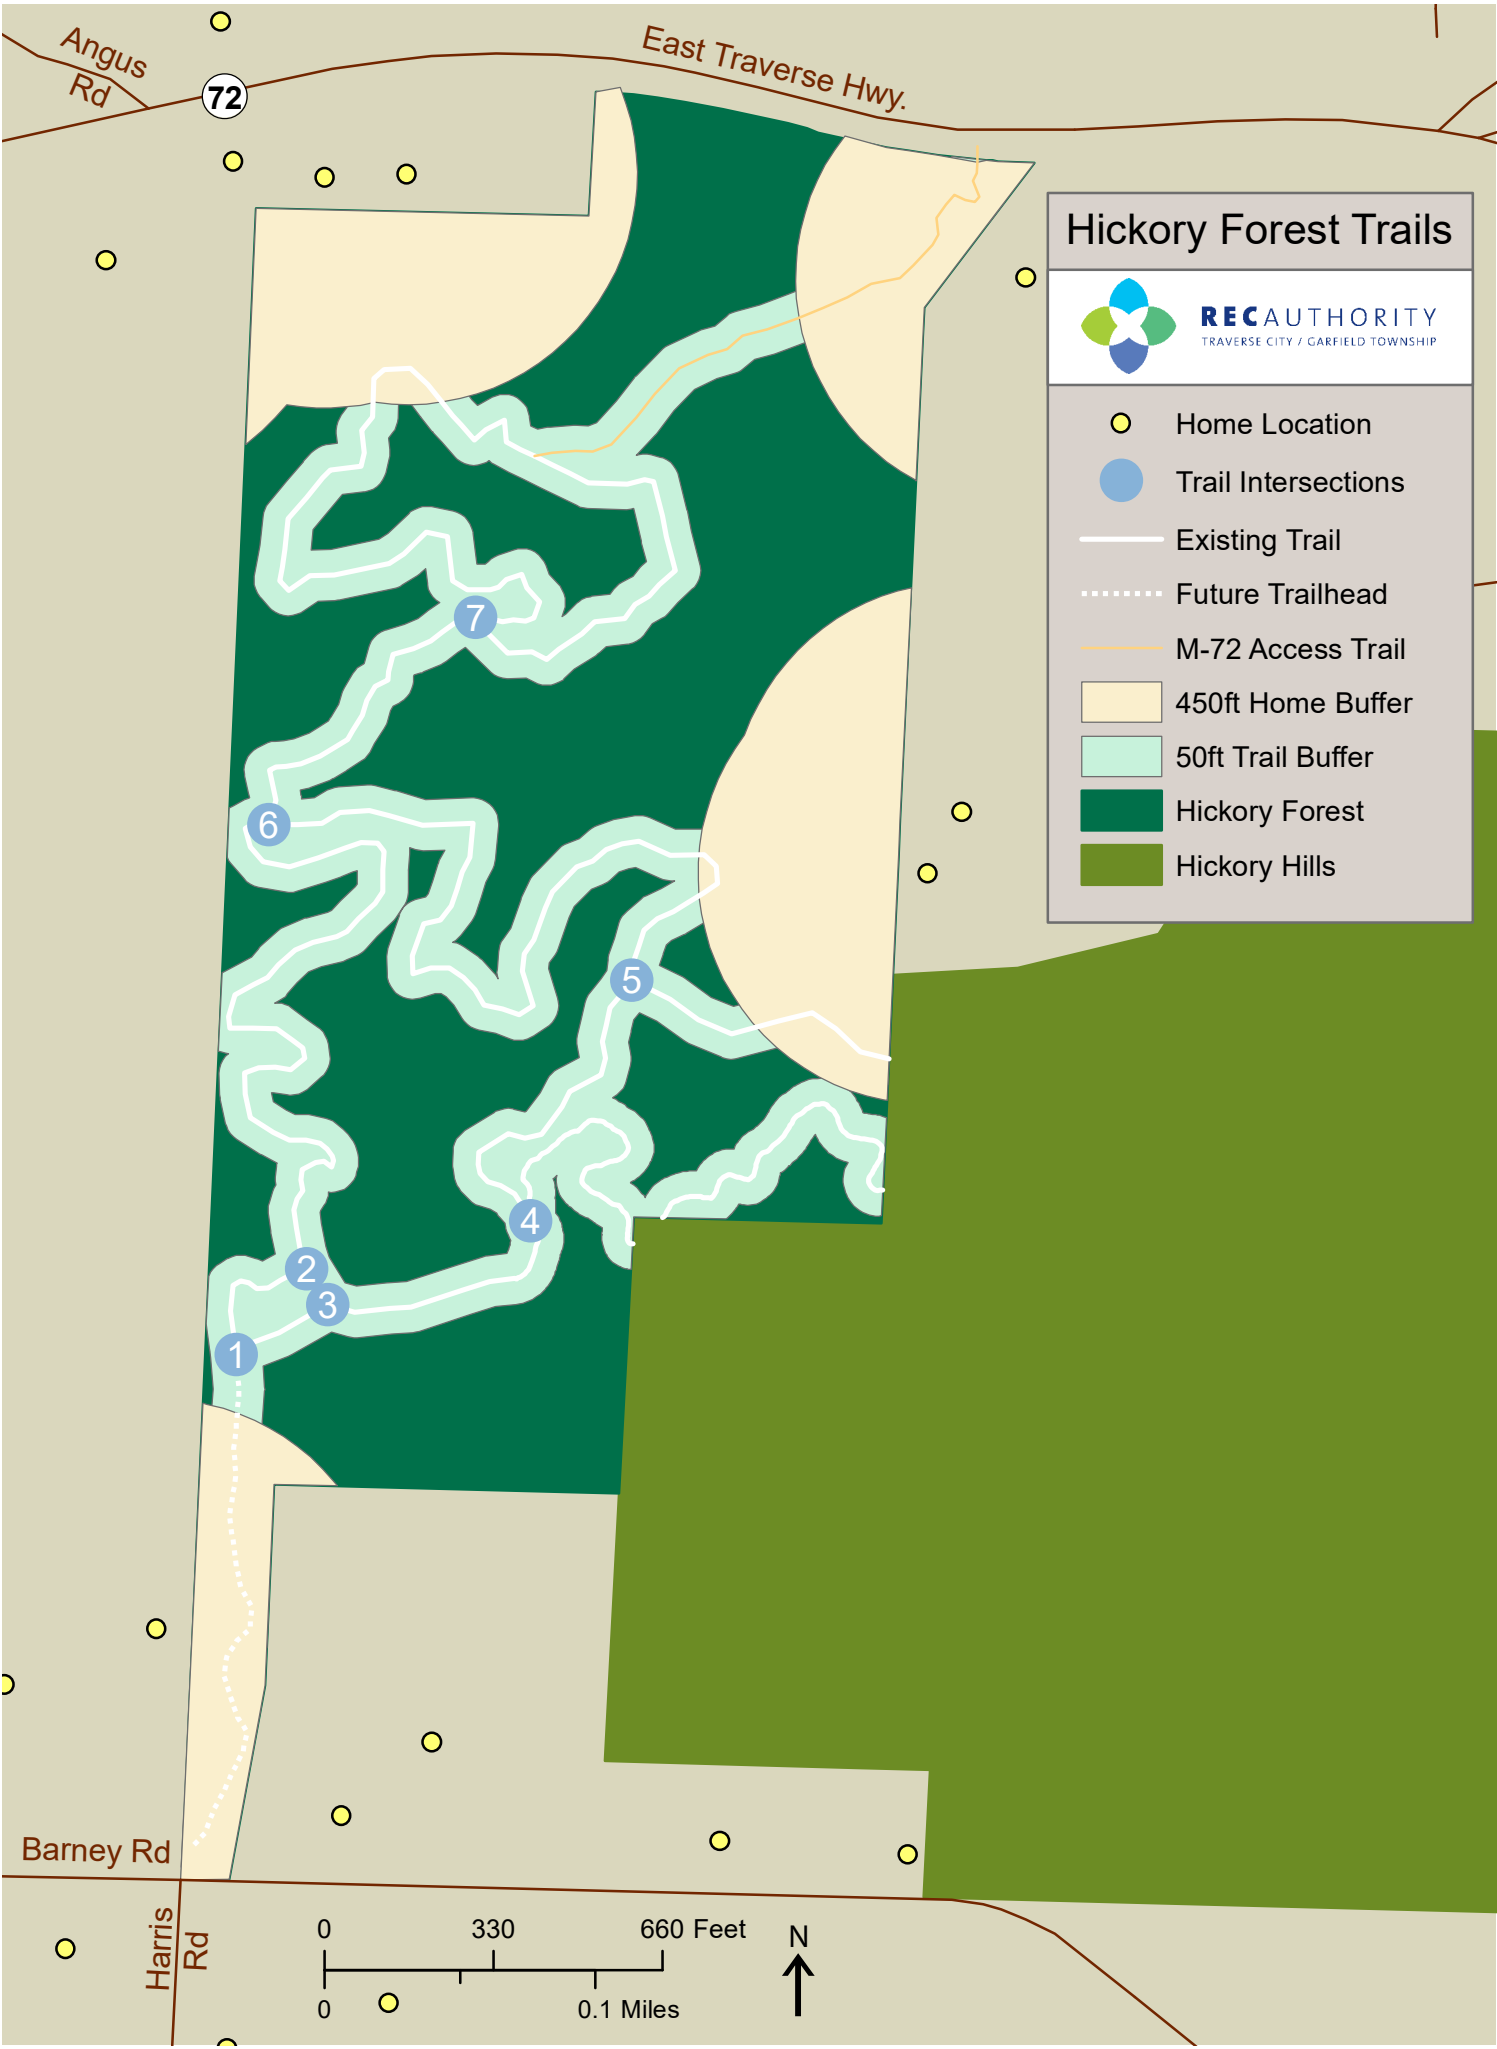 Angus
Rd
72
East Traverse Hwy.
Hickory Forest Trails
RECAUTHORITY
TRAVERSE CITY / GARFIELD TOWNSHIP
Home Location
Trail Intersections
Existing Trail
Future Trailhead
M-72 Access Trail
450ft Home Buffer
50ft Trail Buffer
Hickory Forest
Hickory Hills
7
6
5
4
2
3
1
Barney Rd
Harris
Rd
0 330 660 Feet
0 0.1 Miles
N